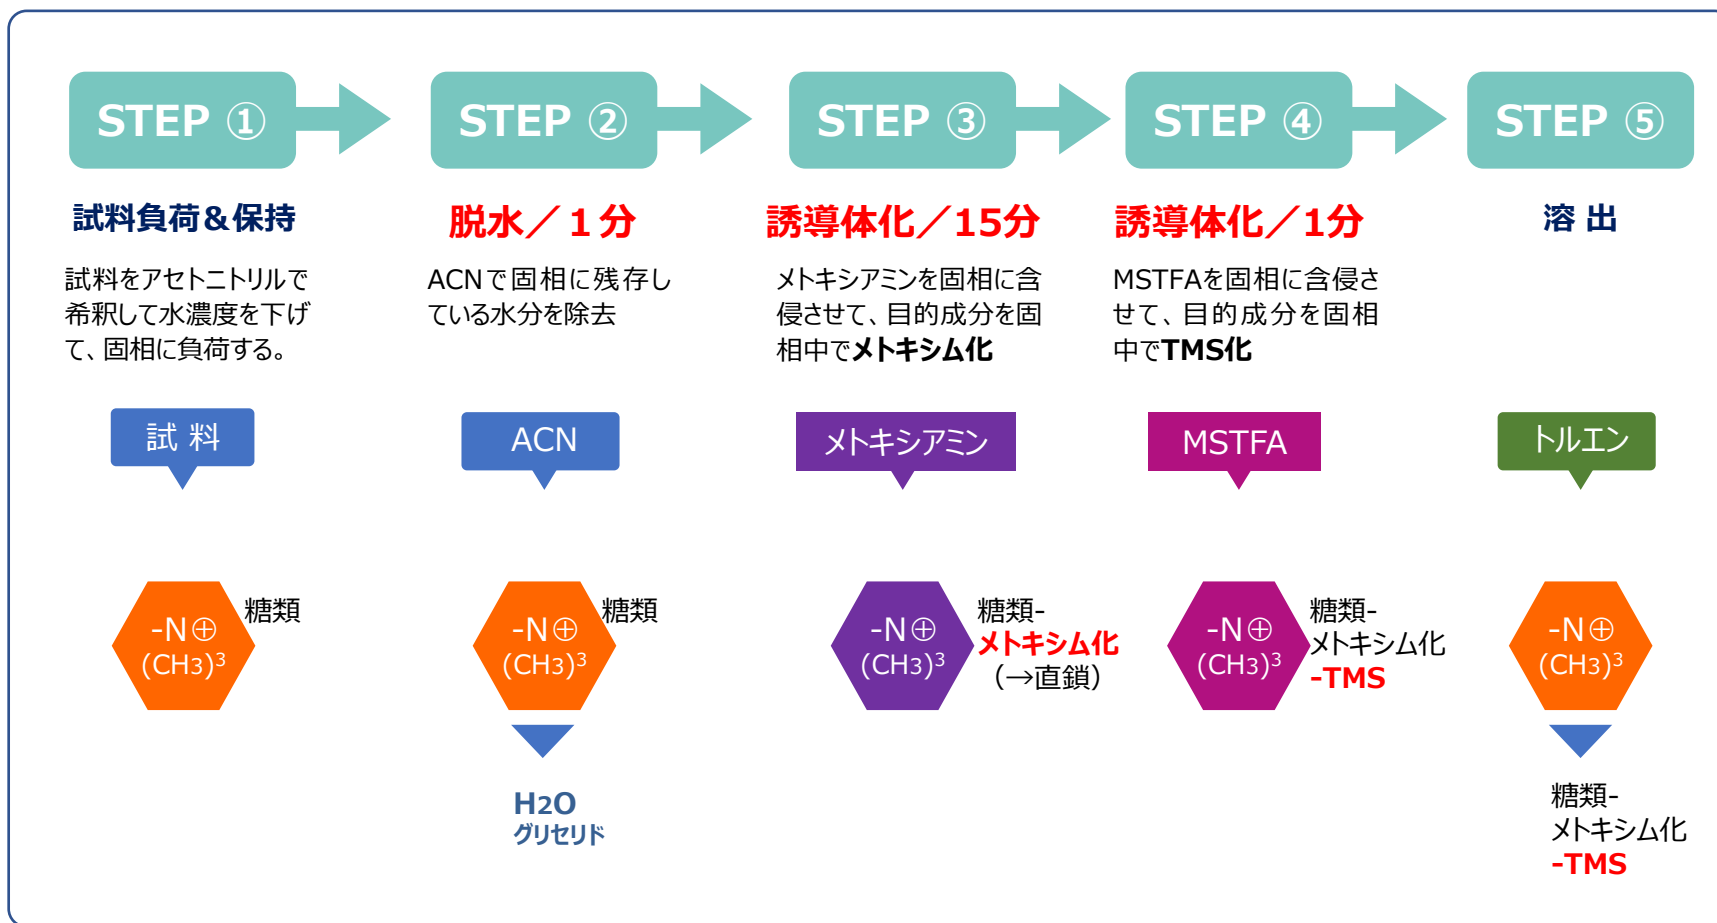 STEP ①
STEP ②
STEP ③
STEP ④
STEP ⑤
試料負荷&保持
脱水／１分
誘導体化／15分
誘導体化／1分
溶 出
試料をアセトニトリルで
希釈して水濃度を下げ
て、固相に負荷する。
ACNで固相に残存し
ている水分を除去
メトキシアミンを固相に含
侵させて、目的成分を固
相中でメトキシム化
MSTFAを固相に含侵さ
せて、目的成分を固相
中でTMS化
試 料
ACN
メトキシアミン
MSTFA
トルエン
-N⊕
(CH3)³
糖類
-N⊕
(CH3)³
糖類
H2O
グリセリド
-N⊕
(CH3)³
糖類-
メトキシム化
（→直鎖）
-N⊕
(CH3)³
糖類-
メトキシム化
-TMS
-N⊕
(CH3)³
糖類-
メトキシム化
-TMS